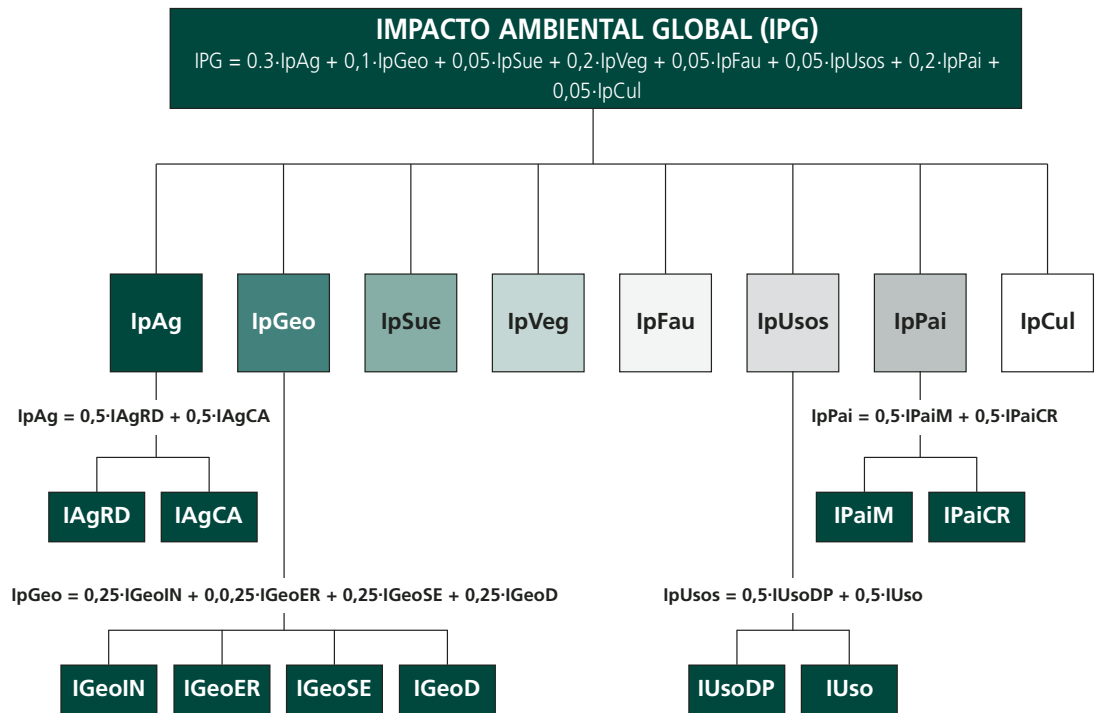 IMPACTO AMBIENTAL GLOBAL (IPG)
IPG = 0.3·IpAg + 0,1·IpGeo + 0,05·IpSue + 0,2·IpVeg + 0,05·IpFau + 0,05·IpUsos + 0,2·IpPai +
0,05·IpCul
IpAg
IpGeo
IpSue
IpVeg
IpFau
IpUsos
IpPai
IpCul
IpAg = 0,5·IAgRD + 0,5·IAgCA
IpPai = 0,5·IPaiM + 0,5·IPaiCR
IAgRD
IAgCA
IPaiM
IPaiCR
IpGeo = 0,25·IGeoIN + 0,0,25·IGeoER + 0,25·IGeoSE + 0,25·IGeoD
IpUsos = 0,5·IUsoDP + 0,5·IUso
IGeoIN
IGeoER
IGeoSE
IGeoD
IUsoDP
IUso